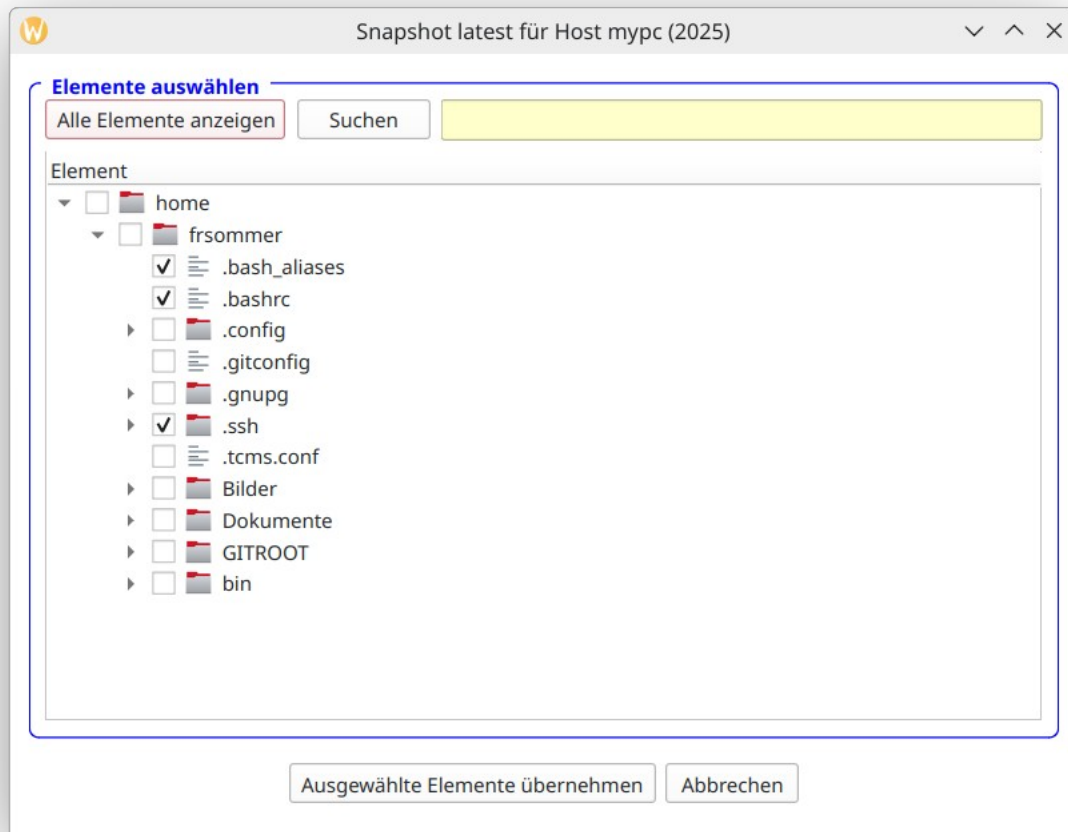 Snapshot latest für Host mypc (2025)
Elemente auswählen
Alle Elemente anzeigen Suchen
Element
home
frsommer
.bash_aliases
.bashrc
.config
.gitconfig
.gnupg
.ssh
.tcms.conf
Bilder
Dokumente
GITROOT
bin
Ausgewählte Elemente übernehmen Abbrechen